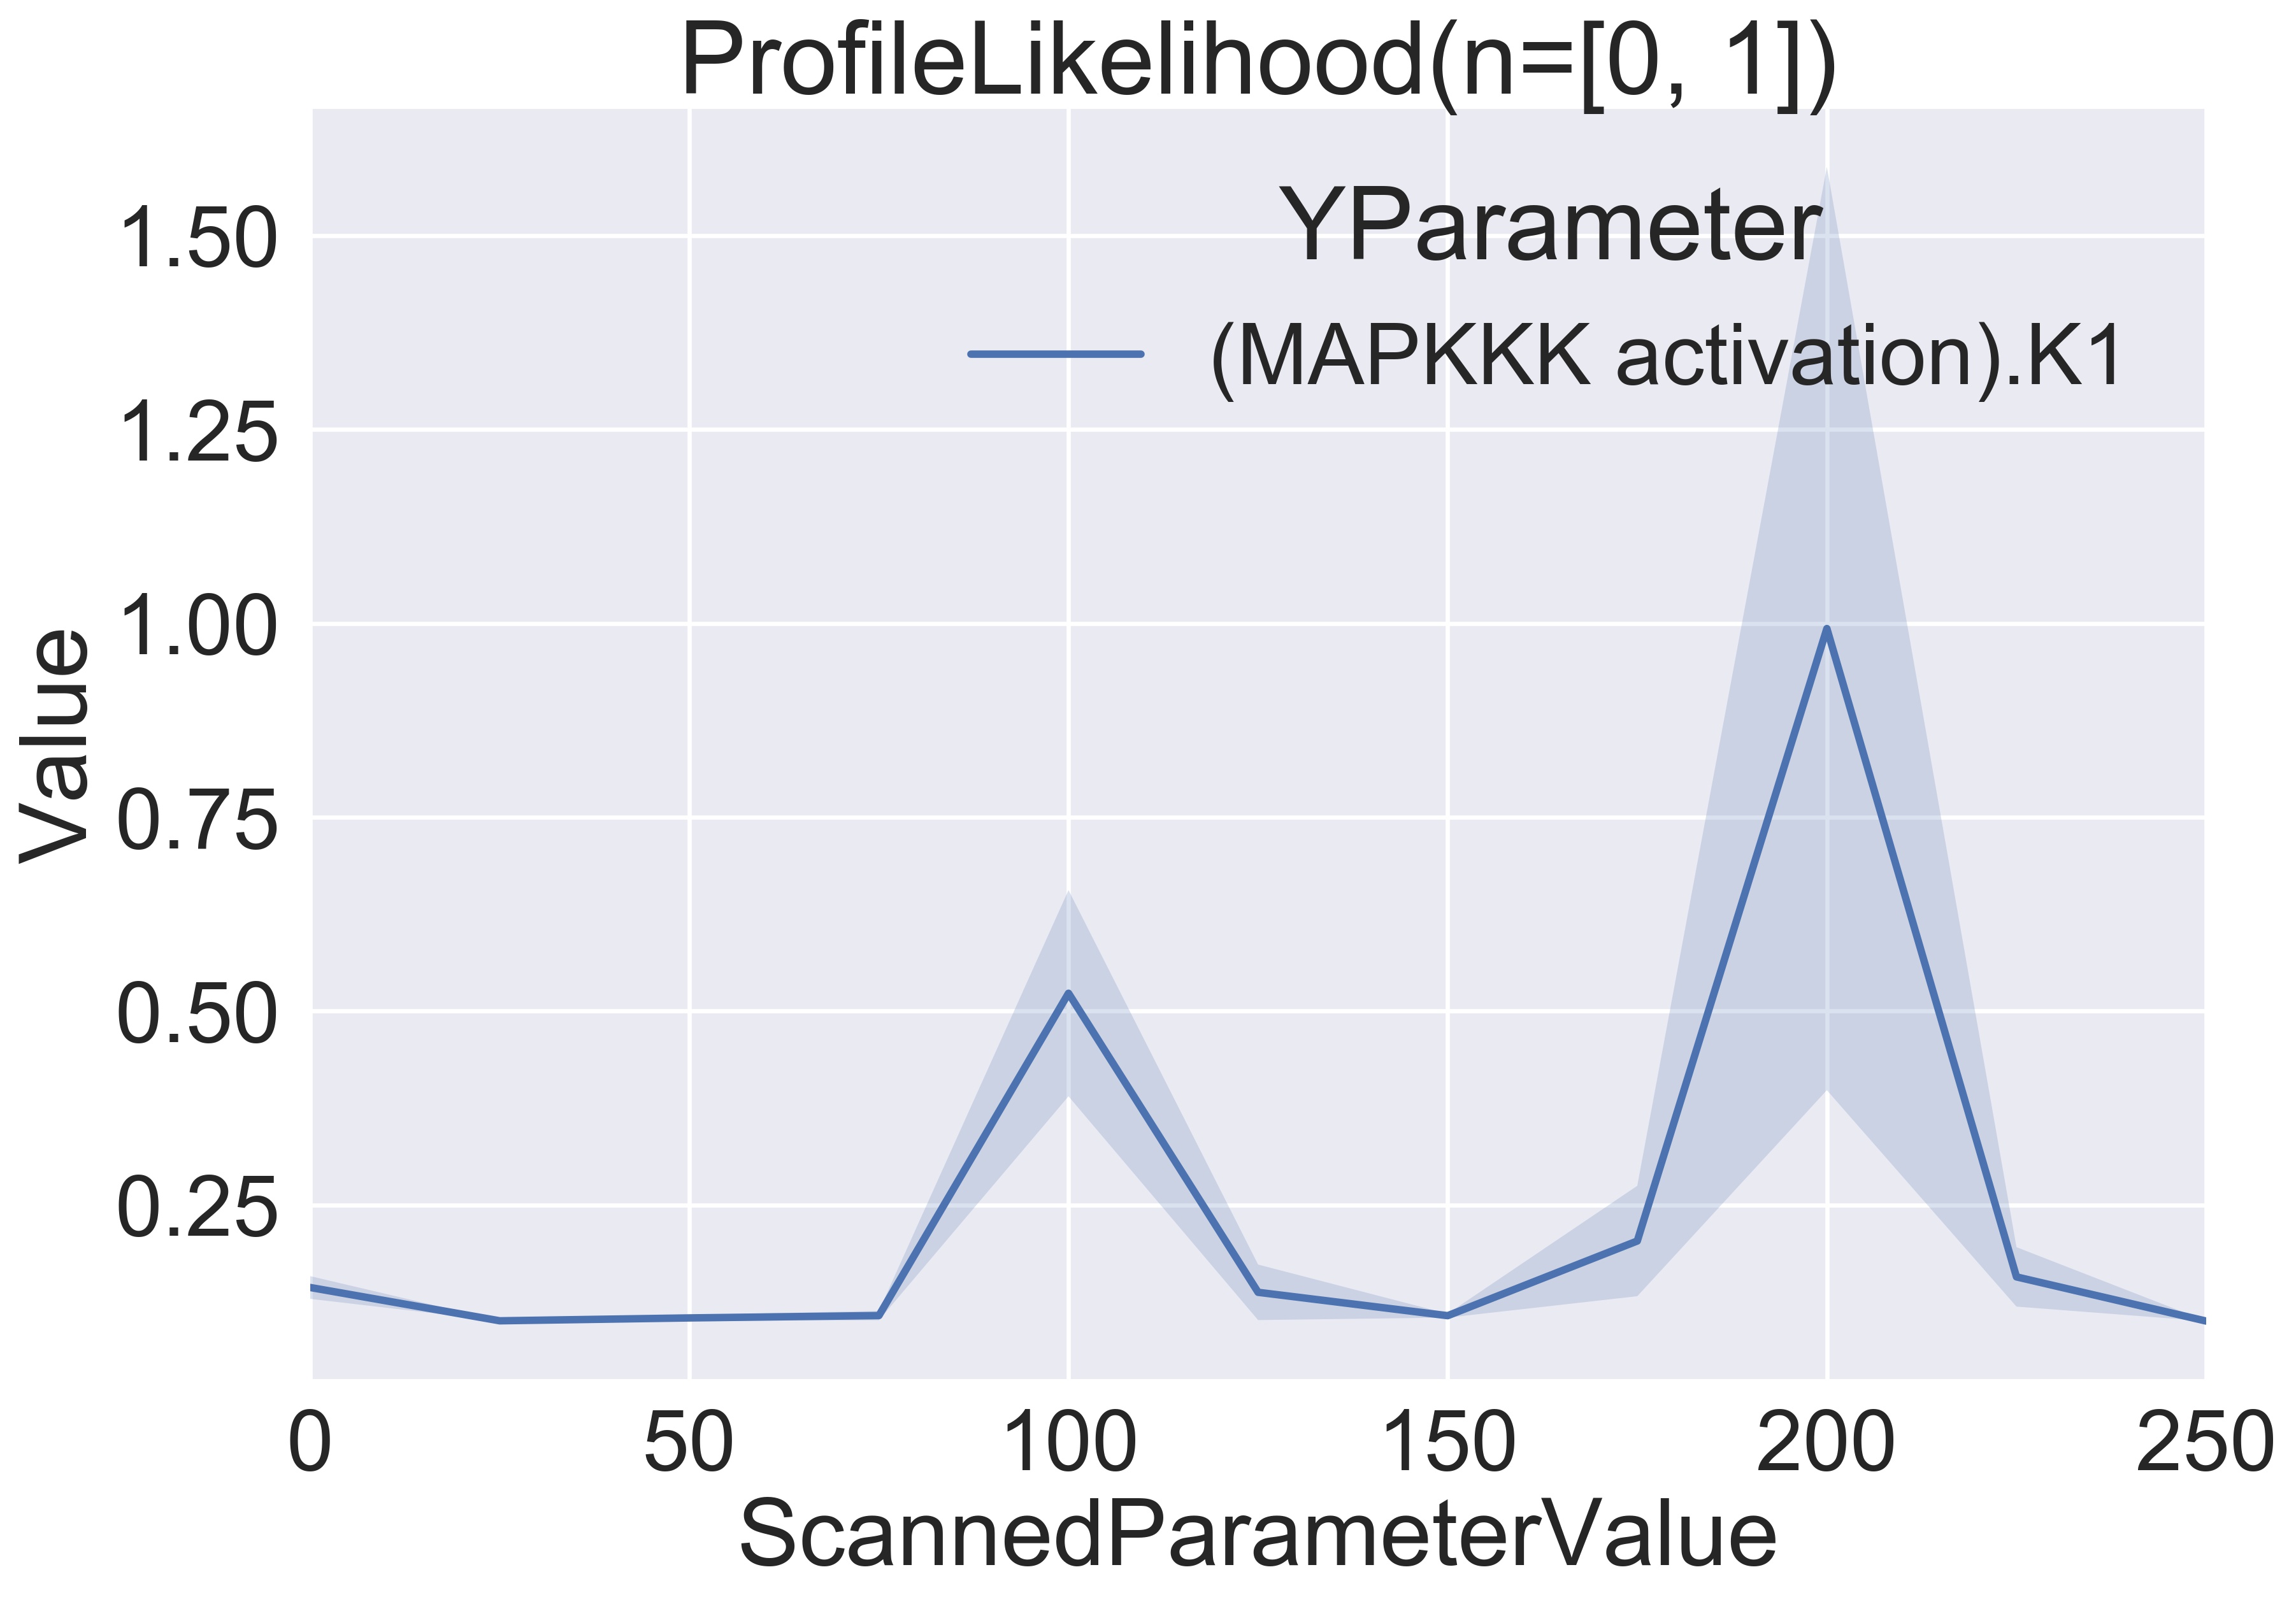 ProfileLikelihood(n=[0, 1])
YParameter
(MAPKKK activation).K1
1.50
1.25
1.00
0.75
0.50
0.25
Value
0 50 100 150 200 250
ScannedParameterValue